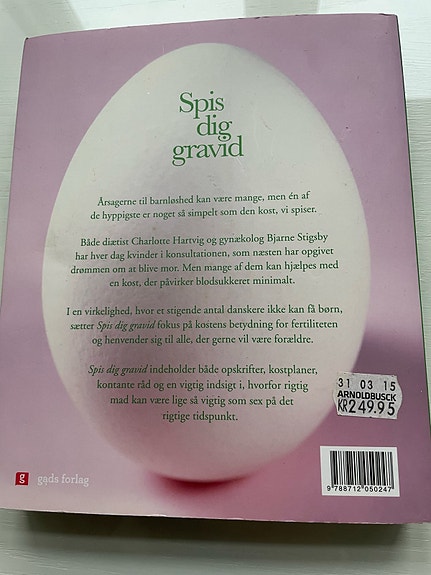 Spis
dig
gravid
Årsagerne til barnløshed kan være mange, men én af
de hyppigste er noget så simpelt som den kost, vi spiser.
Både diætist Charlotte Hartvig og gynækolog Bjarne Stigsby
har hver dag kvinder i konsultationen, som næsten har opgivet
drømmen om at blive mor. Men mange af dem kan hjælpes med
en kost, der påvirker blodsukkeret minimalt.
I en virkelighed, hvor et stigende antal danskere ikke kan få børn,
sætter Spis dig gravid fokus på kostens betydning for fertiliteten
og henvender sig til alle, der gerne vil være forældre.
Spis dig gravid indeholder både opskrifter, kostplaner,
kontante råd og en vigtig indsigt i, hvorfor rigtig
mad kan være lige så vigtig som sex på det
rigtige tidspunkt.
31 03 15
ARNOLDBUSCK
KR249.95
g gads forlag
9 788712 050247